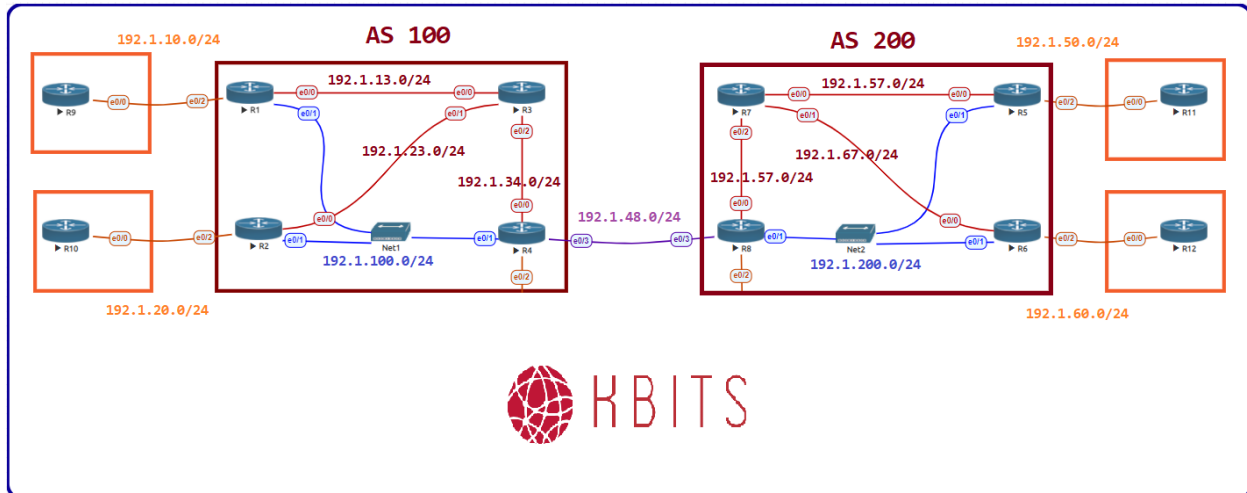 192.1.10.0/24
AS 100
AS 200
192.1.50.0/24
192.1.13.0/24
192.1.57.0/24
e0/0
e0/2
e0/0
e0/0
e0/0
e0/0
e0/2
e0/0
▶ R9
▶ R1
▶ R3
▶ R7
▶ R5
▶ R11
e0/1
e0/1
e0/1
e0/1
e0/2
e0/2
192.1.23.0/24
192.1.67.0/24
192.1.34.0/24
192.1.57.0/24
e0/0
e0/0
192.1.48.0/24
e0/0
e0/0
e0/0
e0/2
e0/1
Net1
e0/1
e0/3
e0/3
e0/1
Net2
e0/1
e0/2
e0/0
▶ R10
▶ R2
▶ R4
▶ R8
▶ R6
▶ R12
192.1.100.0/24
192.1.200.0/24
e0/2
e0/2
192.1.20.0/24
192.1.60.0/24
KBITS